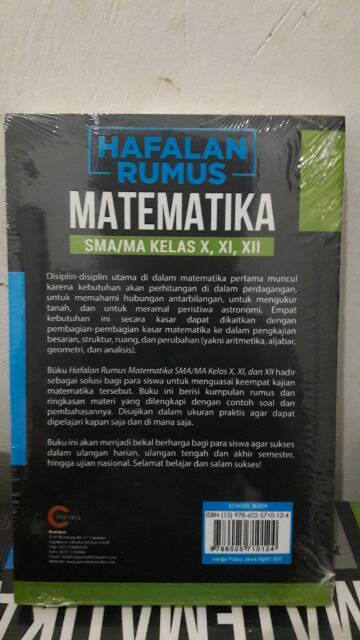 HAFALAN
RUMUS
MATEMATIKA
SMA/MA KELAS X, XI, XII
Disiplin-disiplin utama di dalam matematika pertama muncul
karena kebutuhan akan perhitungan di dalam perdagangan,
untuk memahami hubungan antarbilangan, untuk mengukur
tanah, dan untuk meramal peristiwa astronomi. Empat
kebutuhan ini secara kasar dapat dikaitkan dengan
pembagian-pembagian kasar matematika ke dalam pengkajian
besaran, struktur, ruang, dan perubahan (yakni aritmetika, aljabar,
geometri, dan analisis).
Buku Hafalan Rumus Matematika SMA/MA Kelas X, XI, dan XII hadir
sebagai solusi bagi para siswa untuk menguasai keempat kajian
matematika tersebut. Buku ini berisi kumpulan rumus dan
ringkasan materi yang dilengkapi dengan contoh soal dan
pembahasannya. Disajikan dalam ukuran praktis agar dapat
dipelajari kapan saja dan di mana saja.
Buku ini akan menjadi bekal berharga bagi para siswa agar sukses
dalam ulangan harian, ulangan tengah dan akhir semester,
hingga ujian nasional. Selamat belajar dan salam sukses!
SCHOOL BOOK
ISBN (13) 978-602-5710-12-4
9786025710124
Harga Pulau Jawa
Redaksi:
MATEMATIKA